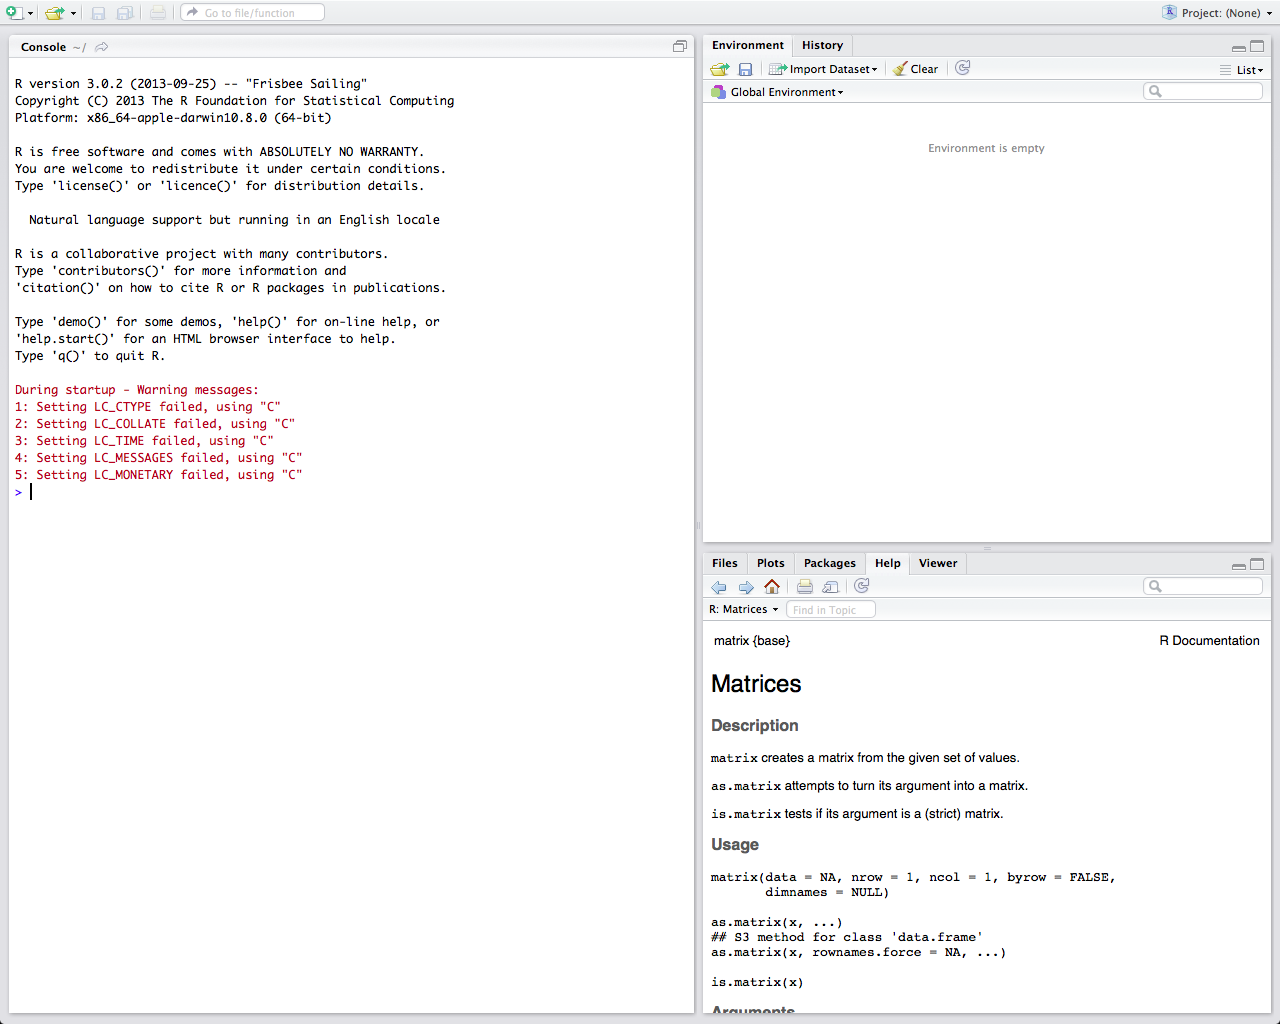 Go to file/function
Project: (None)
Console ~/
R version 3.0.2 (2013-09-25) -- "Frisbee Sailing"
Copyright (C) 2013 The R Foundation for Statistical Computing
Platform: x86_64-apple-darwin10.8.0 (64-bit)
R is free software and comes with ABSOLUTELY NO WARRANTY.
You are welcome to redistribute it under certain conditions.
Type 'license()' or 'licence()' for distribution details.
Natural language support but running in an English locale
R is a collaborative project with many contributors.
Type 'contributors()' for more information and
'citation()' on how to cite R or R packages in publications.
Type 'demo()' for some demos, 'help()' for on-line help, or
'help.start()' for an HTML browser interface to help.
Type 'q()' to quit R.
During startup - Warning messages:
1: Setting LC_CTYPE failed, using "C"
2: Setting LC_COLLATE failed, using "C"
3: Setting LC_TIME failed, using "C"
4: Setting LC_MESSAGES failed, using "C"
5: Setting LC_MONETARY failed, using "C"
>
Environment History
Import Dataset Clear List
Global Environment
Environment is empty
Files Plots Packages Help Viewer
R: Matrices Find in Topic
matrix {base} R Documentation
Matrices
Description
matrix creates a matrix from the given set of values.
as.matrix attempts to turn its argument into a matrix.
is.matrix tests if its argument is a (strict) matrix.
Usage
matrix(data = NA, nrow = 1, ncol = 1, byrow = FALSE,
dimnames = NULL)
as.matrix(x, ...)
## S3 method for class 'data.frame'
as.matrix(x, rownames.force = NA, ...)
is.matrix(x)
Arguments